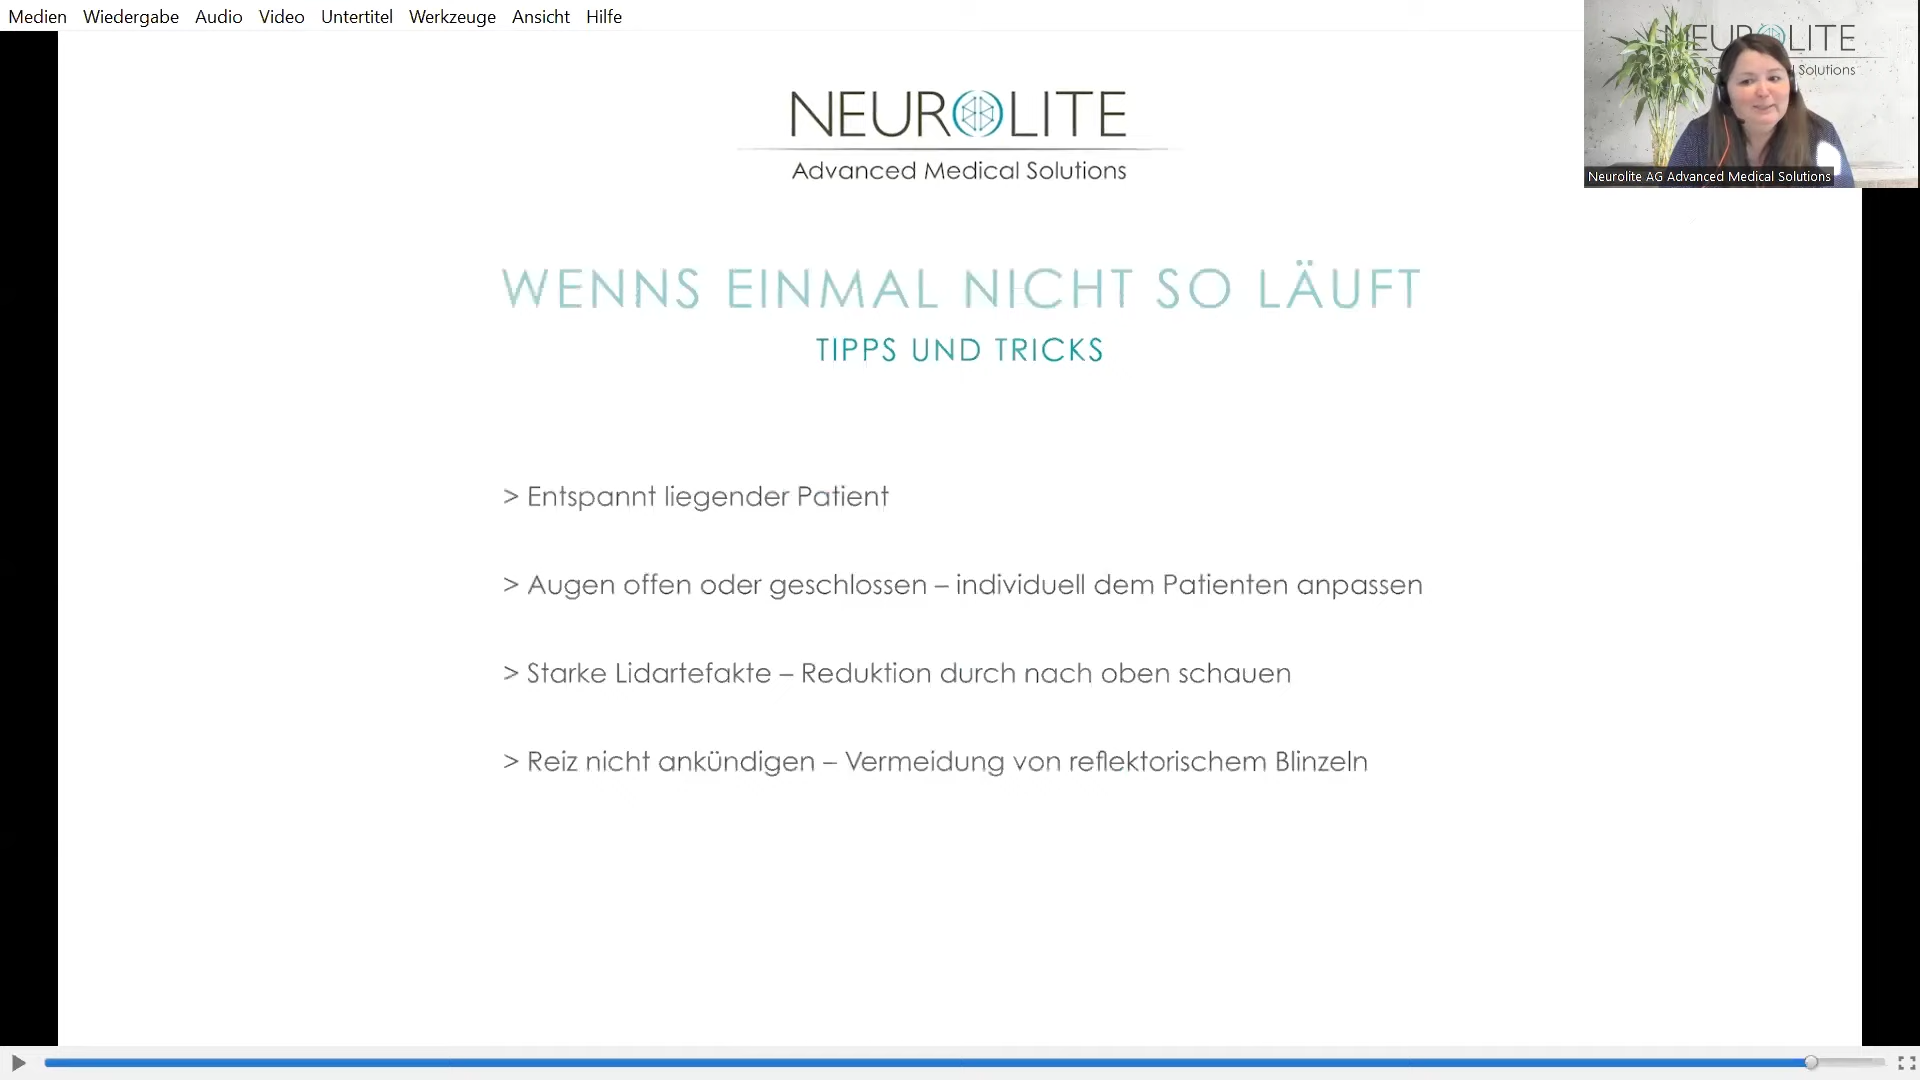 Medien Wiedergabe Audio Video Untertitel Werkzeuge Ansicht Hilfe
NEUROLITE
Advanced Medical Solutions
NEUROLITE
Solutions
Neurolite AG Advanced Medical Solutions
WENNS EINMAL NICHT SO LÄUFT
TIPPS UND TRICKS
> Entspannt liegender Patient
> Augen offen oder geschlossen – individuell dem Patienten anpassen
> Starke Lidartefakte – Reduktion durch nach oben schauen
> Reiz nicht ankündigen – Vermeidung von reflektorischem Blinzeln